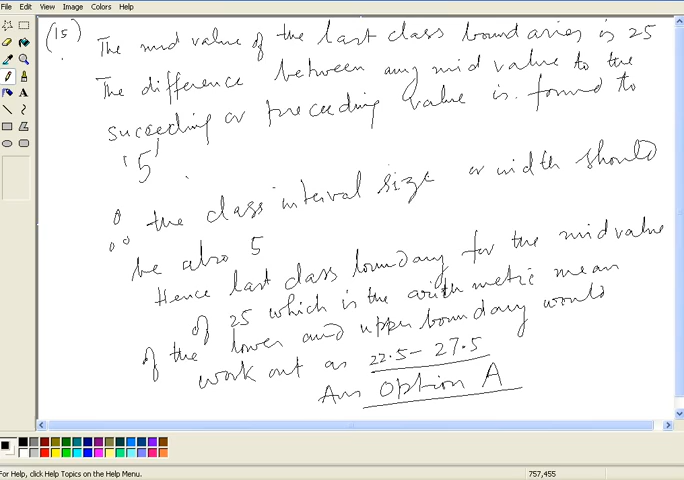 File Edit View Image Colors Help
(15) The mid value of the last class boundaries is 25
The difference between any mid value to the
succeeding or preceeding value is found to
'5'
∴ the class interval size or width should
be also 5
Hence last class boundary for the mid value
of 25 which is the arithmetic mean
of the lower and upper boundary would
work out as 22.5 - 27.5
Ans Option A
For Help, click Help Topics on the Help Menu.
757,455